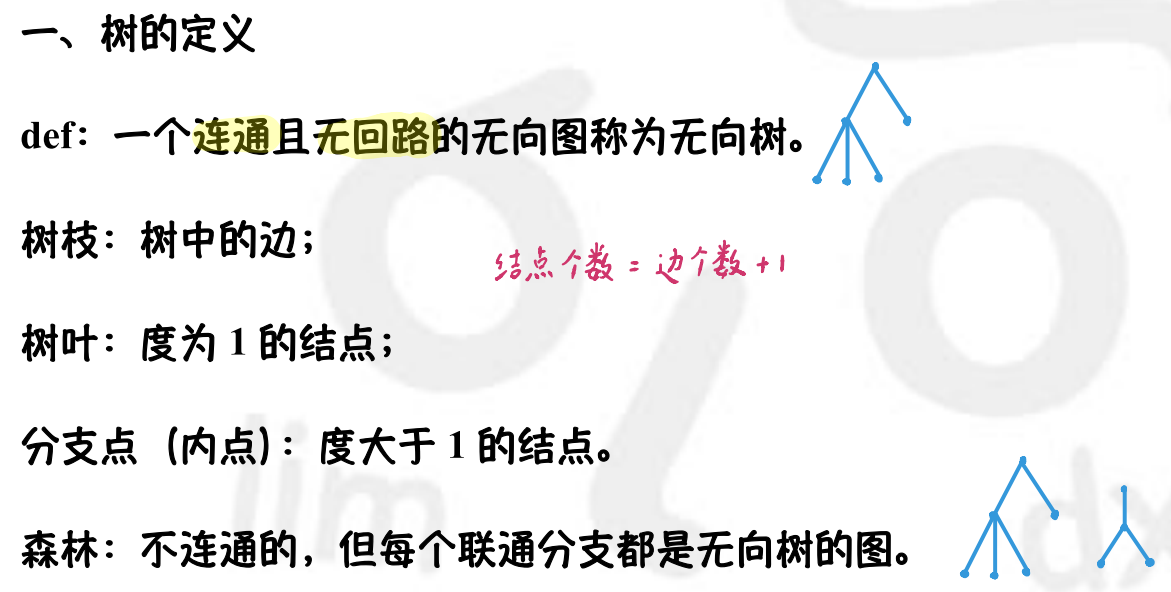 一、树的定义
def：一个连通且无回路的无向图称为无向树。
树枝：树中的边；
结点个数 = 边个数 + 1
树叶：度为 1 的结点；
分支点（内点）：度大于 1 的结点。
森林：不连通的，但每个联通分支都是无向树的图。
lim
dx